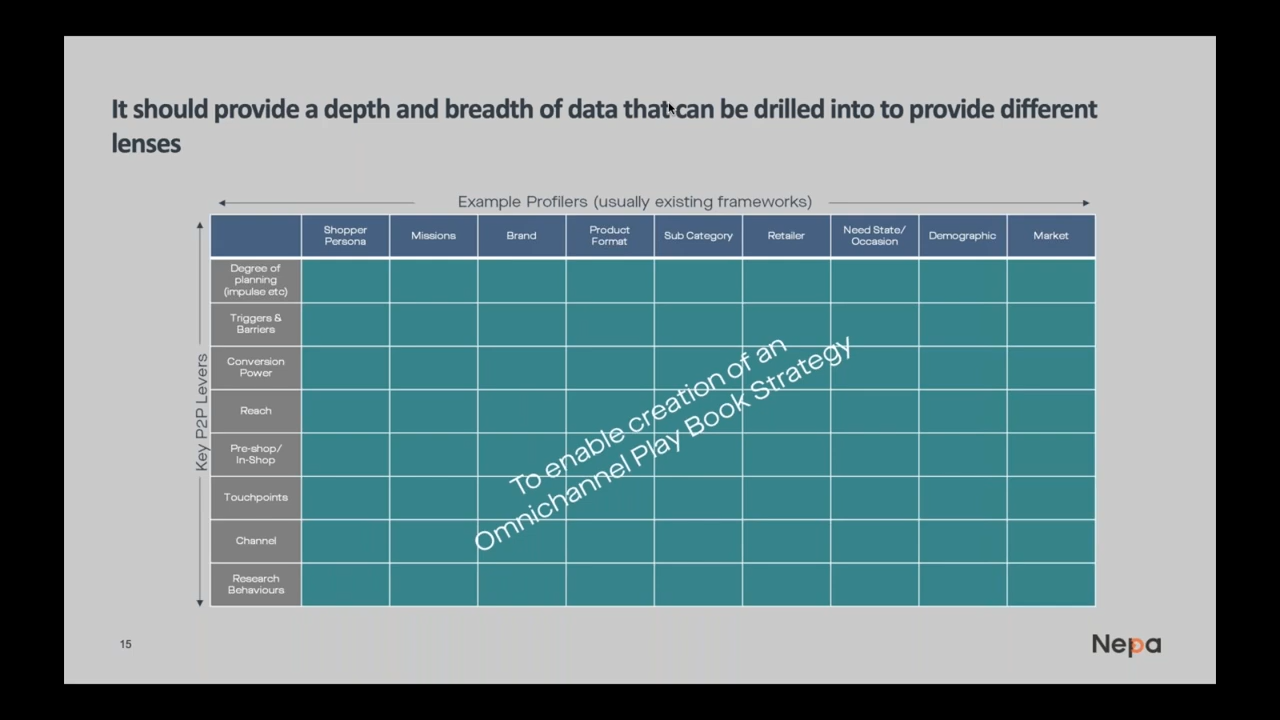 It should provide a depth and breadth of data that can be drilled into to provide different
lenses
Example Profilers (usually existing frameworks)
Shopper
Persona
Missions
Brand
Product
Format
Sub Category
Retailer
Need State/
Occasion
Demographic
Market
Key P2P Levers
Degree of
planning
(impulse etc)
Triggers &
Barriers
Conversion
Power
Reach
Pre-shop/
In-Shop
Touchpoints
Channel
Research
Behaviours
To enable creation of an
Omnichannel Play Book Strategy
15
Nepa